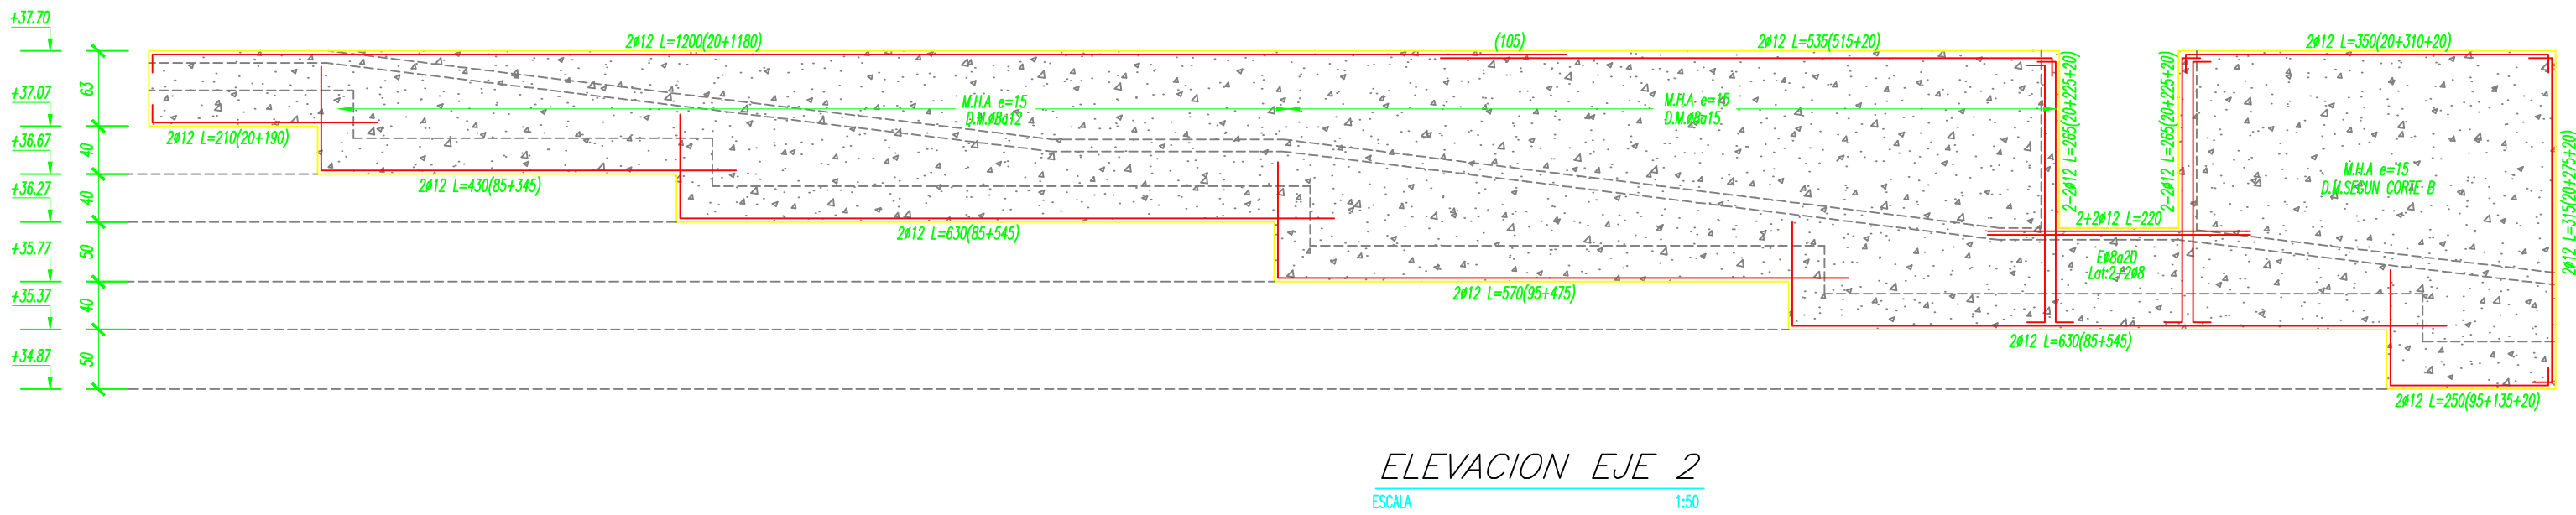 +37.70
2ø12 L=1200(20+1180)
(105)
2ø12 L=535(515+20)
2ø12 L=350(20+310+20)
63
+37.07
M.H.A e=15
D.M.ø8a12
M.H.A e=15
D.M.ø8a15
2-2ø12 L=265(20+225+20)
2-2ø12 L=265(20+225+20)
2ø12 L=210(20+190)
+36.67
40
M.H.A e=15
D.M.SEGUN CORTE B
2ø12 L=315(20+275+20)
2ø12 L=430(85+345)
+36.27
40
2+2ø12 L=220
2ø12 L=630(85+545)
+35.77
50
Eø8a20
Lat:2+2ø8
2ø12 L=570(95+475)
+35.37
40
2ø12 L=630(85+545)
+34.87
50
2ø12 L=250(95+135+20)
ELEVACION EJE 2
ESCALA 1:50